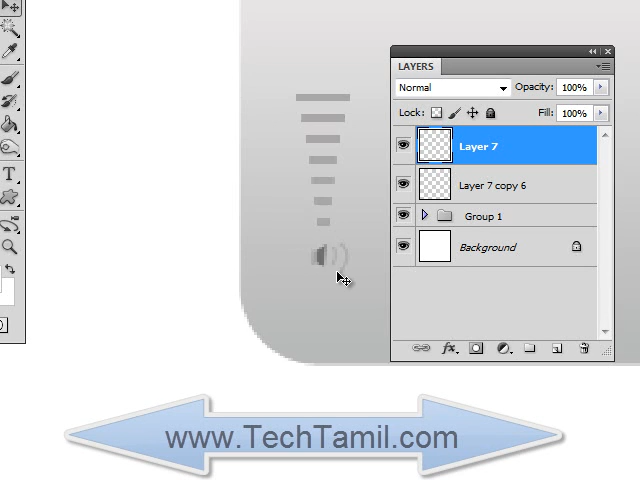 LAYERS
Normal
Opacity: 100%
Lock:
Fill: 100%
Layer 7
Layer 7 copy 6
Group 1
Background
fx
T
www.TechTamil.com